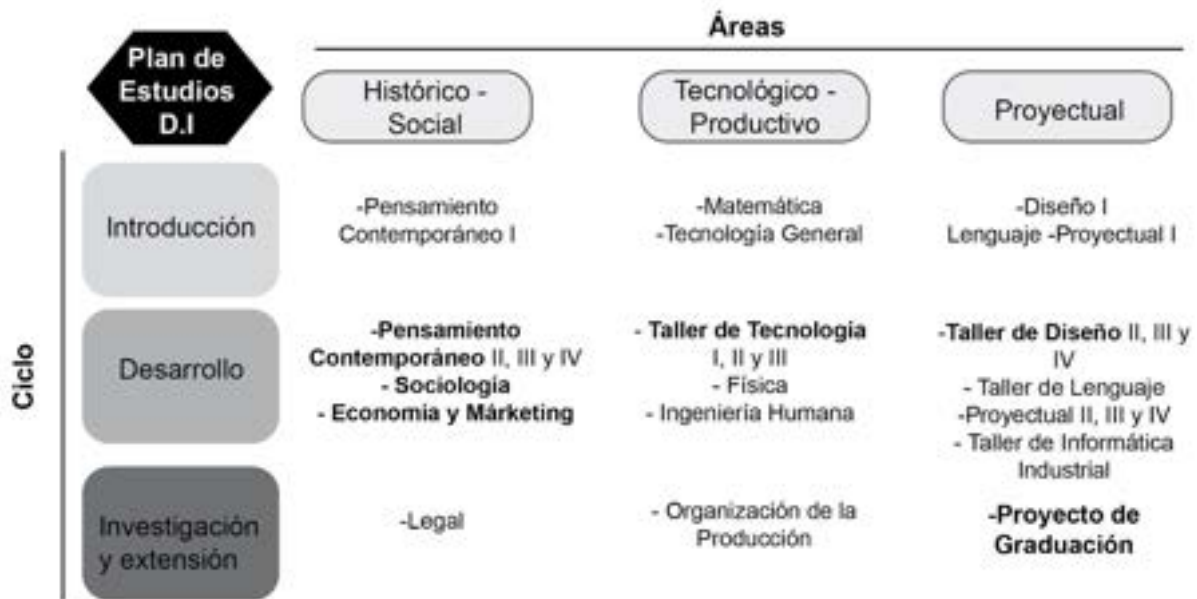 Áreas
Plan de
Estudios
D.I
Histórico -
Social
Tecnológico -
Productivo
Proyectual
Ciclo
Introducción
-Pensamiento
Contemporáneo I
-Matemática
-Tecnología General
-Diseño I
Lenguaje -Proyectual I
Desarrollo
-Pensamiento
Contemporáneo II, III y IV
- Sociología
- Economía y Márketing
- Taller de Tecnología
I, II y III
- Física
- Ingeniería Humana
-Taller de Diseño II, III y
IV
- Taller de Lenguaje
-Proyectual II, III y IV
- Taller de Informática
Industrial
Investigación
y extensión
-Legal
- Organización de la
Producción
-Proyecto de
Graduación